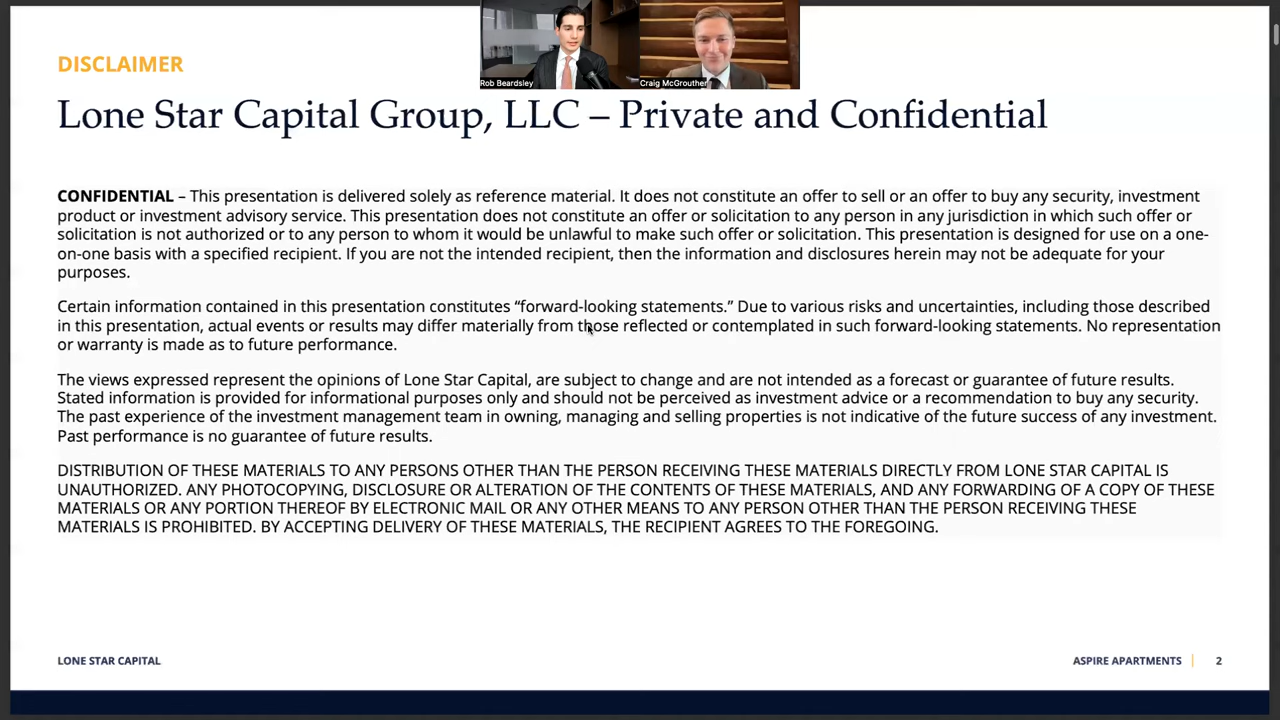 Rob Beardsley
Craig McGrouther
DISCLAIMER
Lone Star Capital Group, LLC – Private and Confidential
CONFIDENTIAL – This presentation is delivered solely as reference material. It does not constitute an offer to sell or an offer to buy any security, investment
product or investment advisory service. This presentation does not constitute an offer or solicitation to any person in any jurisdiction in which such offer or
solicitation is not authorized or to any person to whom it would be unlawful to make such offer or solicitation. This presentation is designed for use on a one-
on-one basis with a specified recipient. If you are not the intended recipient, then the information and disclosures herein may not be adequate for your
purposes.
Certain information contained in this presentation constitutes “forward-looking statements.” Due to various risks and uncertainties, including those described
in this presentation, actual events or results may differ materially from those reflected or contemplated in such forward-looking statements. No representation
or warranty is made as to future performance.
The views expressed represent the opinions of Lone Star Capital, are subject to change and are not intended as a forecast or guarantee of future results.
Stated information is provided for informational purposes only and should not be perceived as investment advice or a recommendation to buy any security.
The past experience of the investment management team in owning, managing and selling properties is not indicative of the future success of any investment.
Past performance is no guarantee of future results.
DISTRIBUTION OF THESE MATERIALS TO ANY PERSONS OTHER THAN THE PERSON RECEIVING THESE MATERIALS DIRECTLY FROM LONE STAR CAPITAL IS
UNAUTHORIZED. ANY PHOTOCOPYING, DISCLOSURE OR ALTERATION OF THE CONTENTS OF THESE MATERIALS, AND ANY FORWARDING OF A COPY OF THESE
MATERIALS OR ANY PORTION THEREOF BY ELECTRONIC MAIL OR ANY OTHER MEANS TO ANY PERSON OTHER THAN THE PERSON RECEIVING THESE
MATERIALS IS PROHIBITED. BY ACCEPTING DELIVERY OF THESE MATERIALS, THE RECIPIENT AGREES TO THE FOREGOING.
LONE STAR CAPITAL
ASPIRE APARTMENTS | 2